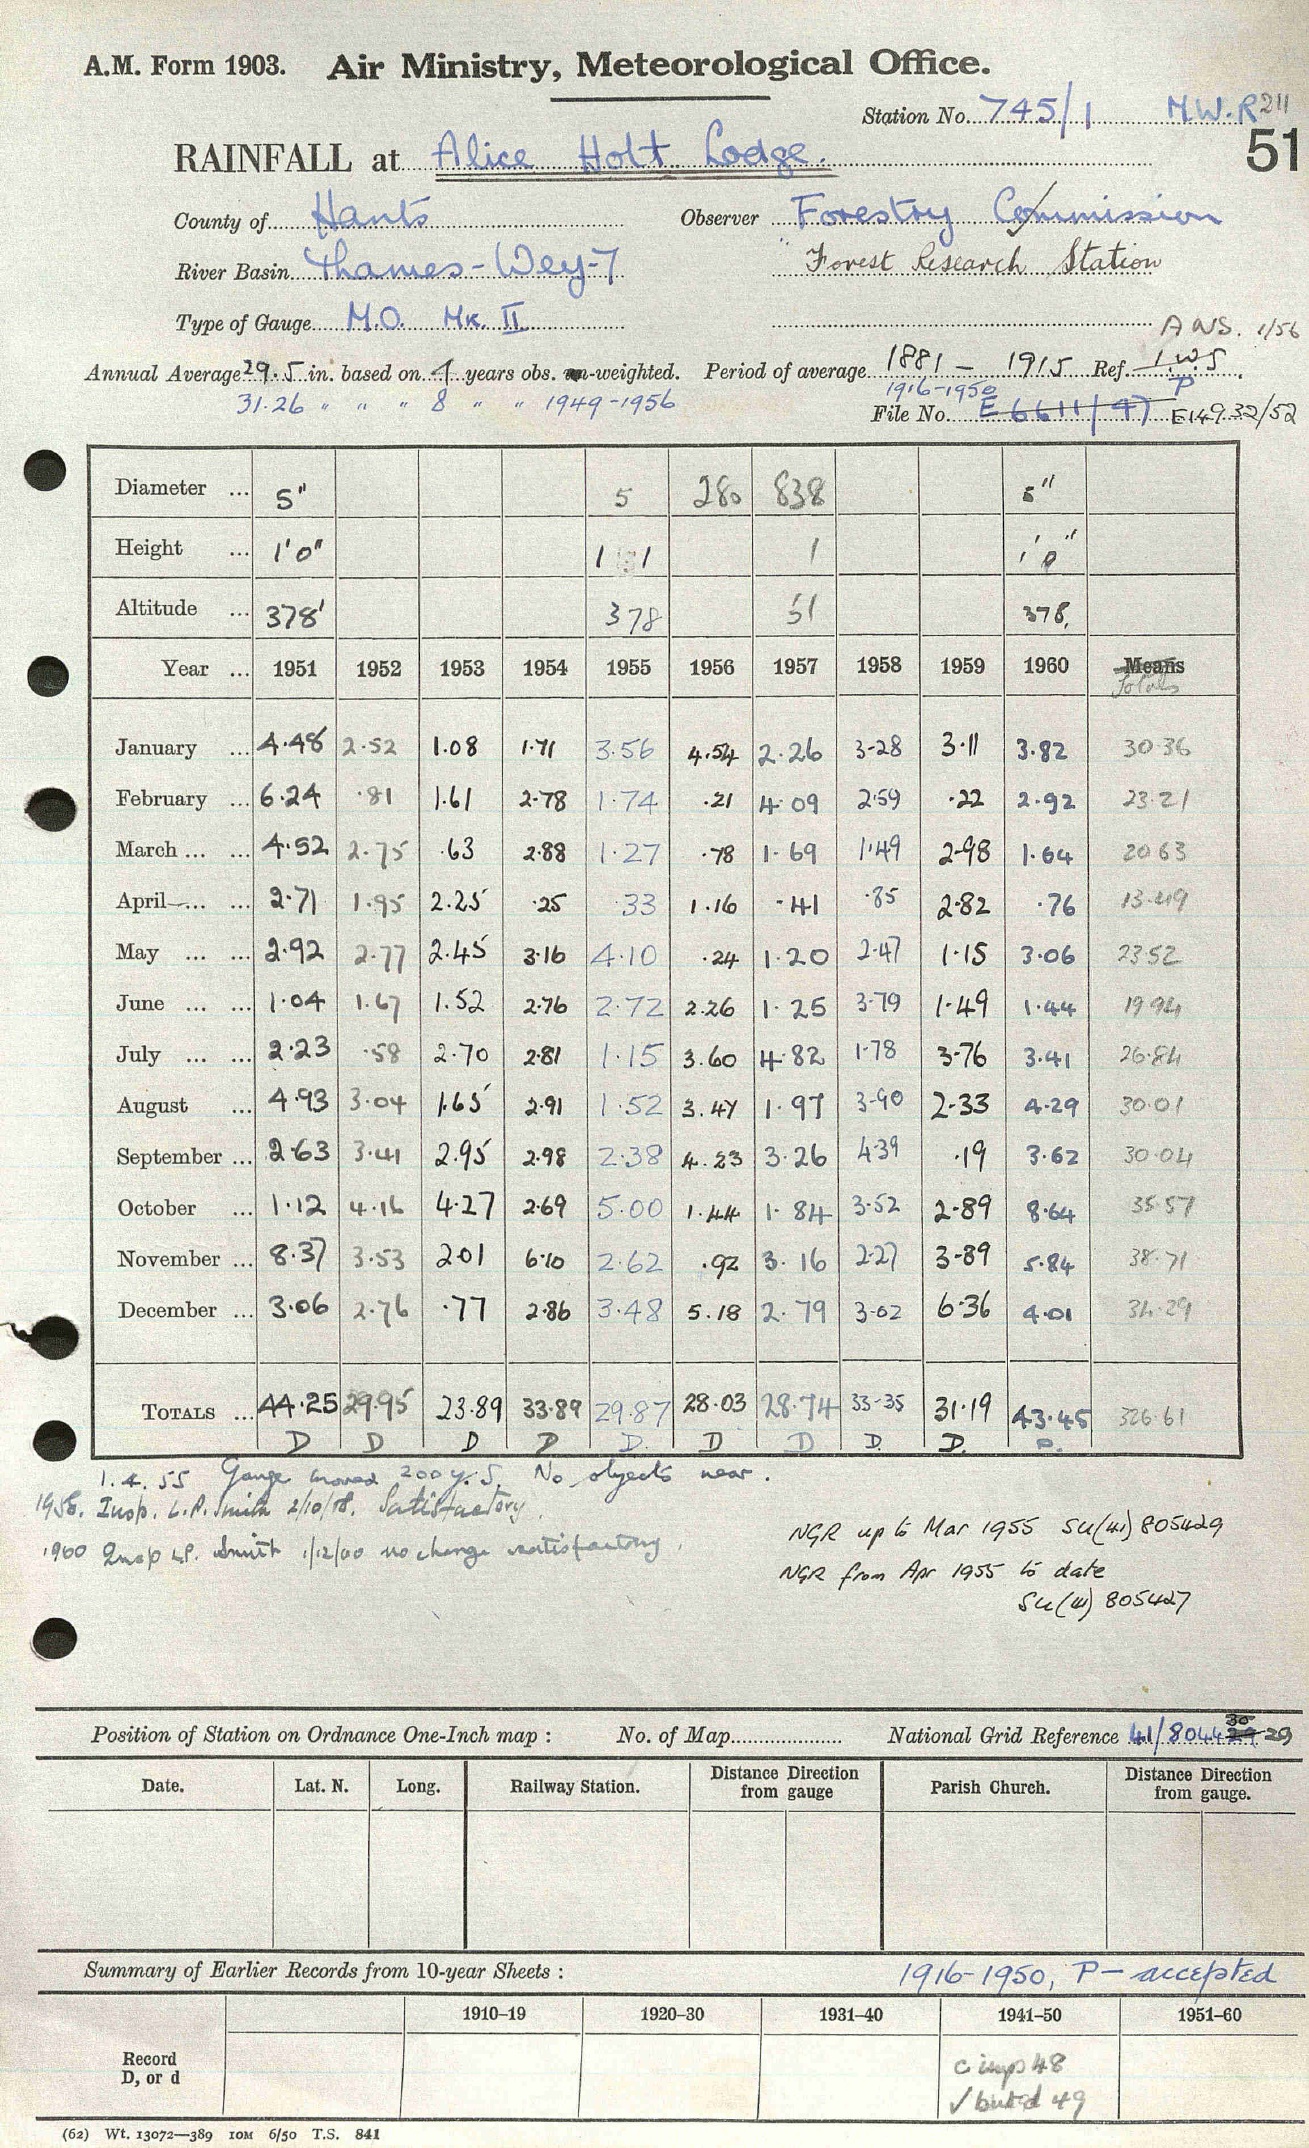 A.M. Form 1903. Air Ministry, Meteorological Office.
Station No. 745/1 M.W.R 211
51
RAINFALL at Alice Holt Lodge.
County of Hants Observer Forestry Commission
River Basin Thames-Wey-7 " Forest Research Station
Type of Gauge M.O. Mk. II
A NS. 1/56
Annual Average 29.5 in. based on 4 years obs. un-weighted. Period of average 1881 - 1915 Ref. I.W.S
1916-1950 P
31.26 " " " 8 " " 1949-1956 File No. E 6611/47 E14932/52
Diameter ... 5" 5 280 838 5"
Height ... 1'0" 1 1 1 1'0"
Altitude ... 378' 378 51 378,
Year ... 1951 1952 1953 1954 1955 1956 1957 1958 1959 1960 Means
Totals
January ... 4.48 2.52 1.08 1.71 3.56 4.54 2.26 3.28 3.11 3.82 30.36
February ... 6.24 .81 1.61 2.78 1.74 .21 4.09 2.59 .22 2.92 23.21
March ... ... 4.52 2.75 .63 2.88 1.27 .78 1.69 1.49 2.98 1.64 20.63
April ... ... 2.71 1.95 2.25 .25 .33 1.16 .41 .85 2.82 .76 13.49
May ... ... 2.92 2.77 2.45 3.16 4.10 .24 1.20 2.47 1.15 3.06 23.52
June ... ... 1.04 1.67 1.52 2.76 2.72 2.26 1.25 3.79 1.49 1.44 19.94
July ... ... 2.23 .58 2.70 2.81 1.15 3.60 4.82 1.78 3.76 3.41 26.84
August ... 4.93 3.04 1.65 2.91 1.52 3.47 1.97 3.90 2.33 4.29 30.01
September ... 2.63 3.41 2.95 2.98 2.38 4.23 3.26 4.39 .19 3.62 30.04
October ... 1.12 4.16 4.27 2.69 5.00 1.44 1.84 3.52 2.89 8.64 35.57
November ... 8.37 3.53 2.01 6.10 2.62 .92 3.16 2.27 3.89 5.84 38.71
December ... 3.06 2.76 .77 2.86 3.48 5.18 2.79 3.02 6.36 4.01 34.29
TOTALS ... 44.25 29.95 23.89 33.89 29.87 28.03 28.74 33.35 31.19 43.45 326.61
D D D D D. D D D. D. D.
1.4.55 Gauge moved 200 y. S. No objects near.
1958. Insp. L.P. Smith 2/10/58. Satisfactory.
1960 Insp LP. Smith 1/12/60 no change satisfactory.
NGR up to Mar 1955 SU(41) 805429
NGR from Apr 1955 to date
SU(41) 805427
Position of Station on Ordnance One-Inch map : No. of Map National Grid Reference 41/804429 30 29
Date. Lat. N. Long. Railway Station. Distance Direction from gauge Parish Church. Distance Direction from gauge.
Summary of Earlier Records from 10-year Sheets : 1916-1950, P - accepted
1910–19 1920–30 1931–40 1941–50 1951–60
Record
D, or d
c insp 48
✓ but d 49
(62) Wt. 13072—389 10M 6/50 T.S. 841